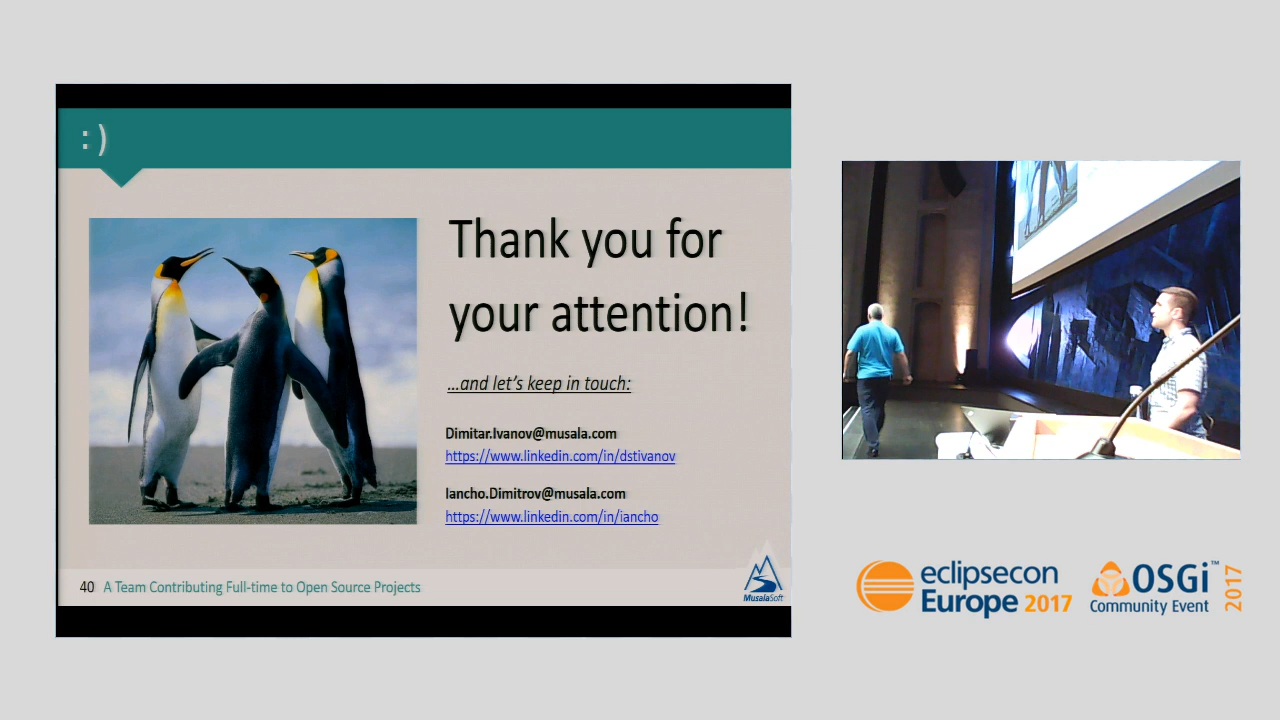 :)
Thank you for
your attention!
...and let's keep in touch:
Dimitar.Ivanov@musala.com
https://www.linkedin.com/in/dstivanov
Iancho.Dimitrov@musala.com
https://www.linkedin.com/in/iancho
40 A Team Contributing Full-time to Open Source Projects
MusalaSoft
eclipsecon
Europe 2017
OSGi™
Community Event
2017